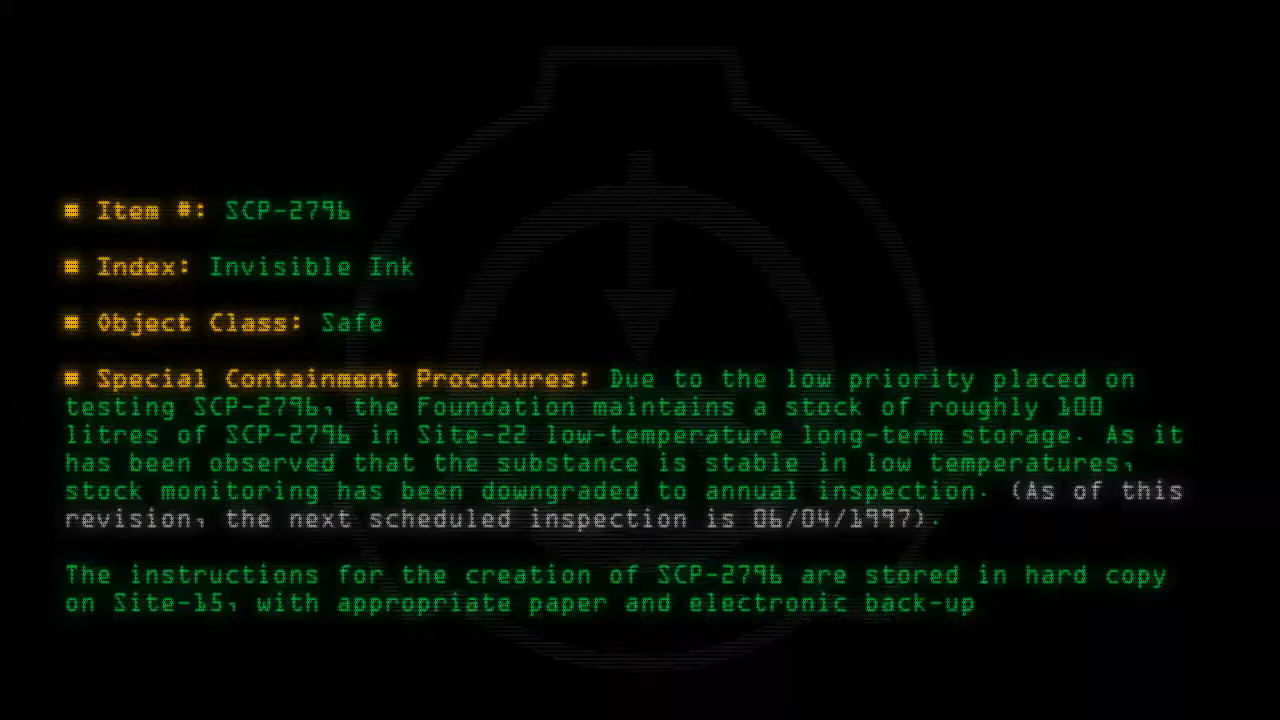 ■ Item #: SCP-2796
■ Index: Invisible Ink
■ Object Class: Safe
■ Special Containment Procedures: Due to the low priority placed on
testing SCP-2796, the Foundation maintains a stock of roughly 100
litres of SCP-2796 in Site-22 low-temperature long-term storage. As it
has been observed that the substance is stable in low temperatures,
stock monitoring has been downgraded to annual inspection. (As of this
revision, the next scheduled inspection is 06/04/1997).
The instructions for the creation of SCP-2796 are stored in hard copy
on Site-15, with appropriate paper and electronic back-up